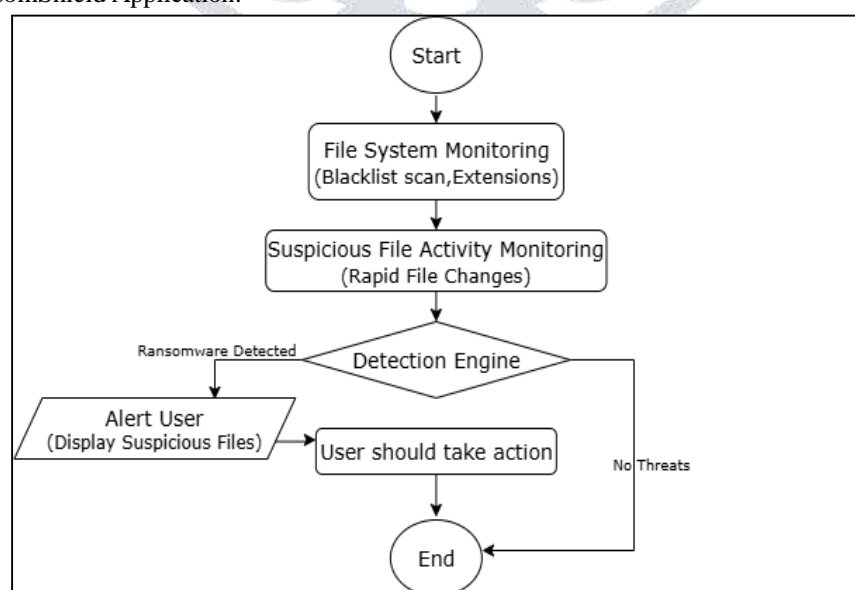 Application.
Start
File System Monitoring
(Blacklist scan,Extensions)
Suspicious File Activity Monitoring
(Rapid File Changes)
Detection Engine
Ransomware Detected
Alert User
(Display Suspicious Files)
User should take action
No Threats
End